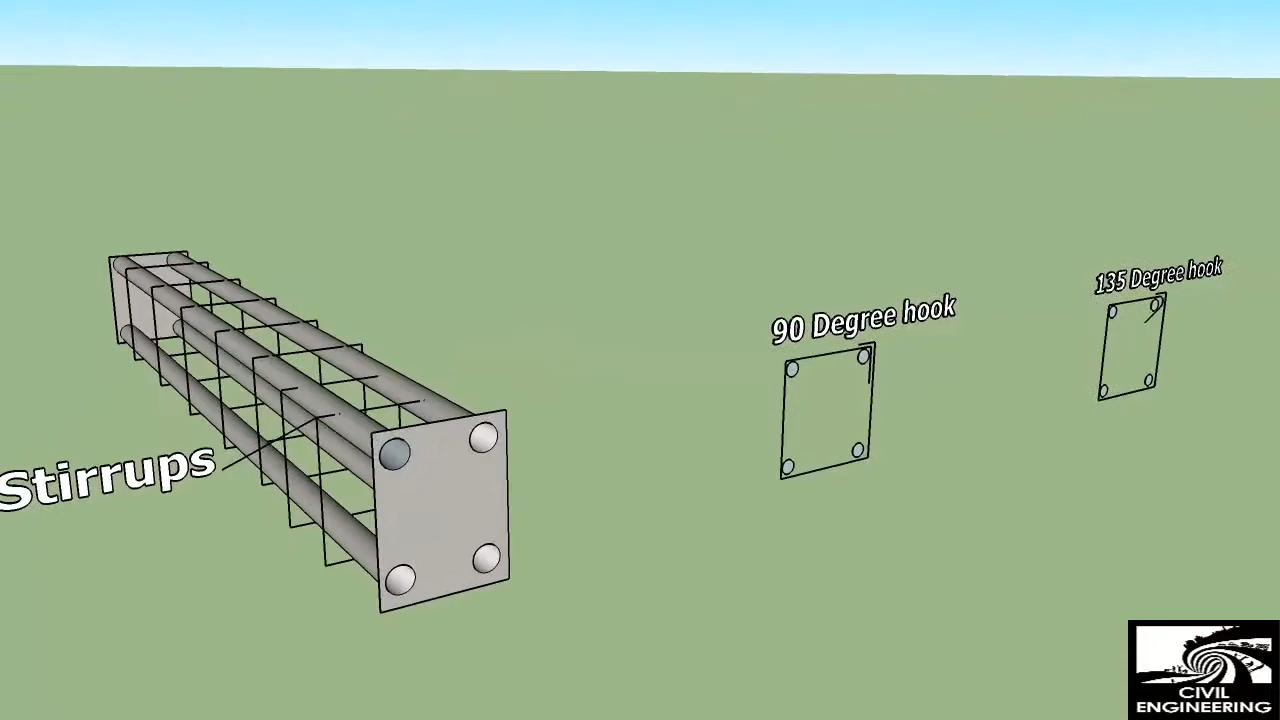 135 Degree hook
90 Degree hook
Stirrups
CIVIL
ENGINEERING